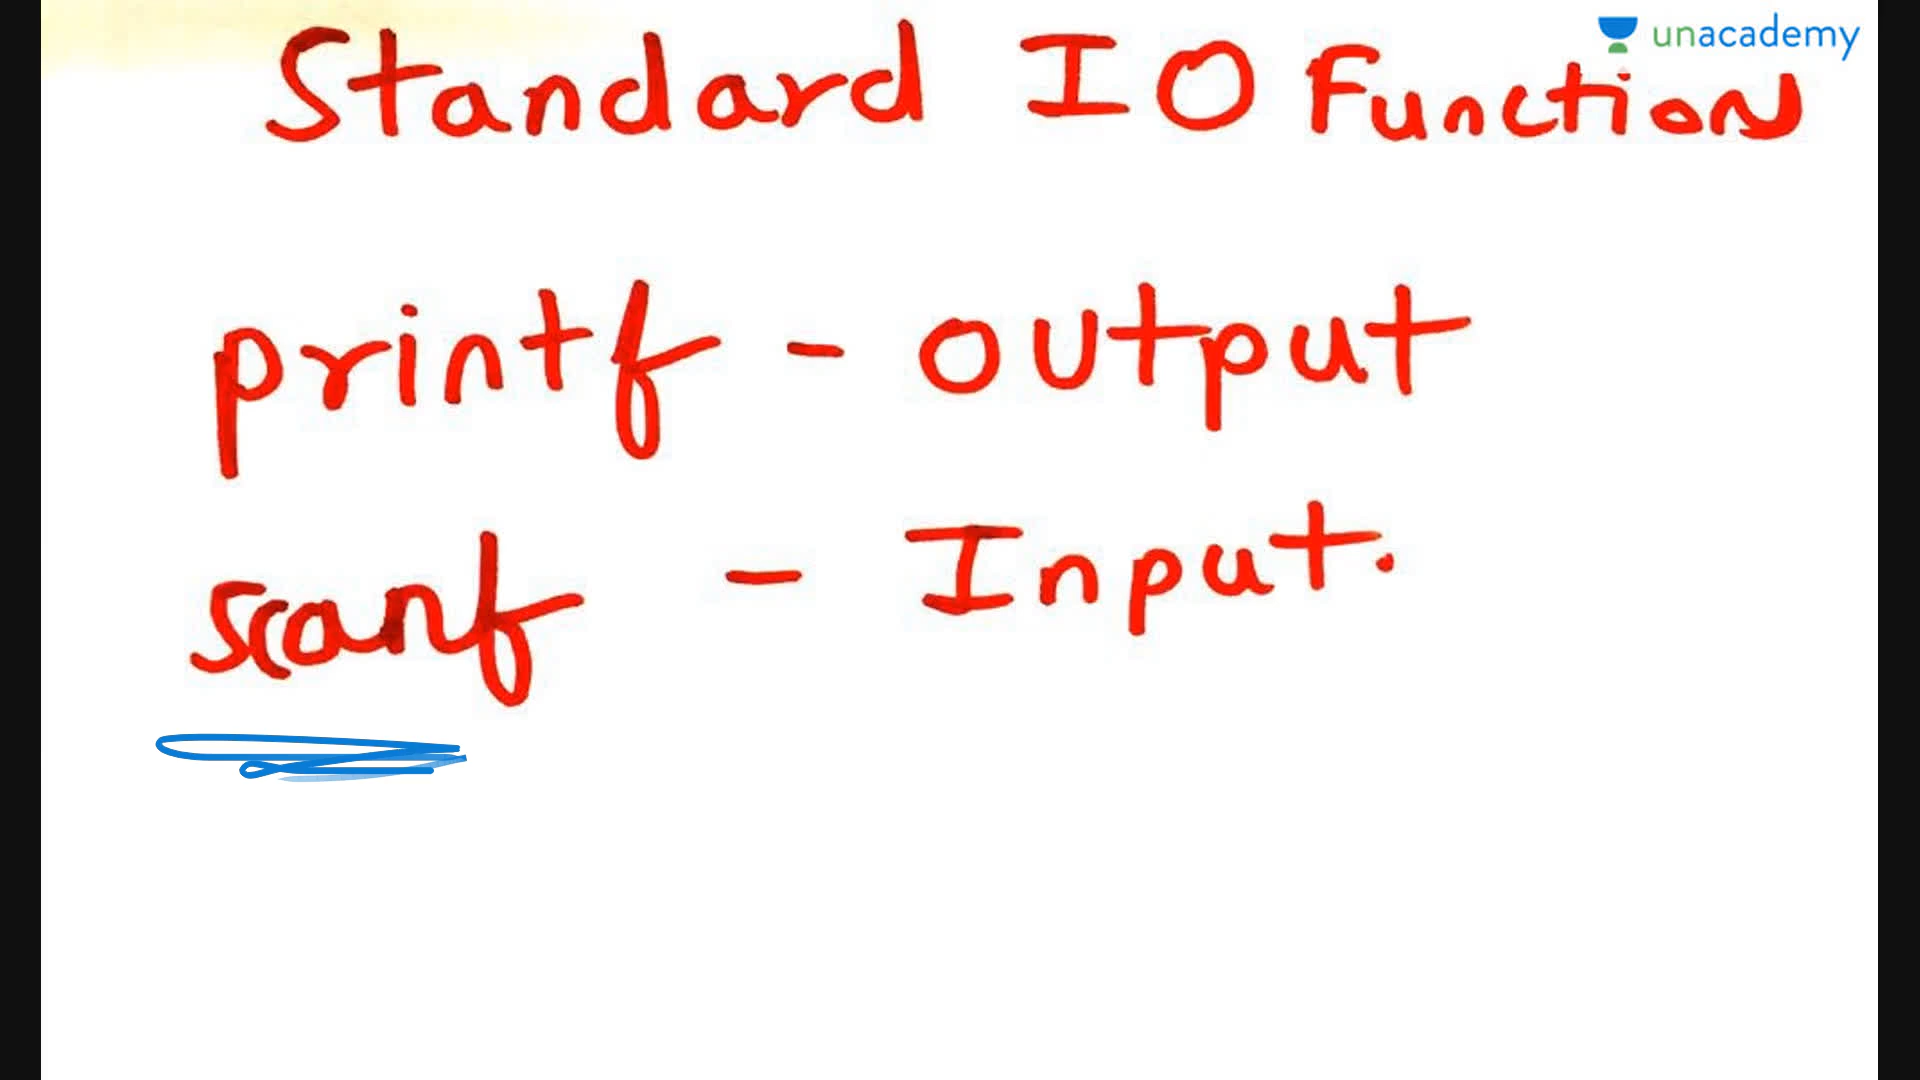 unacademy
Standard IO Function
printf - output
scanf - Input.